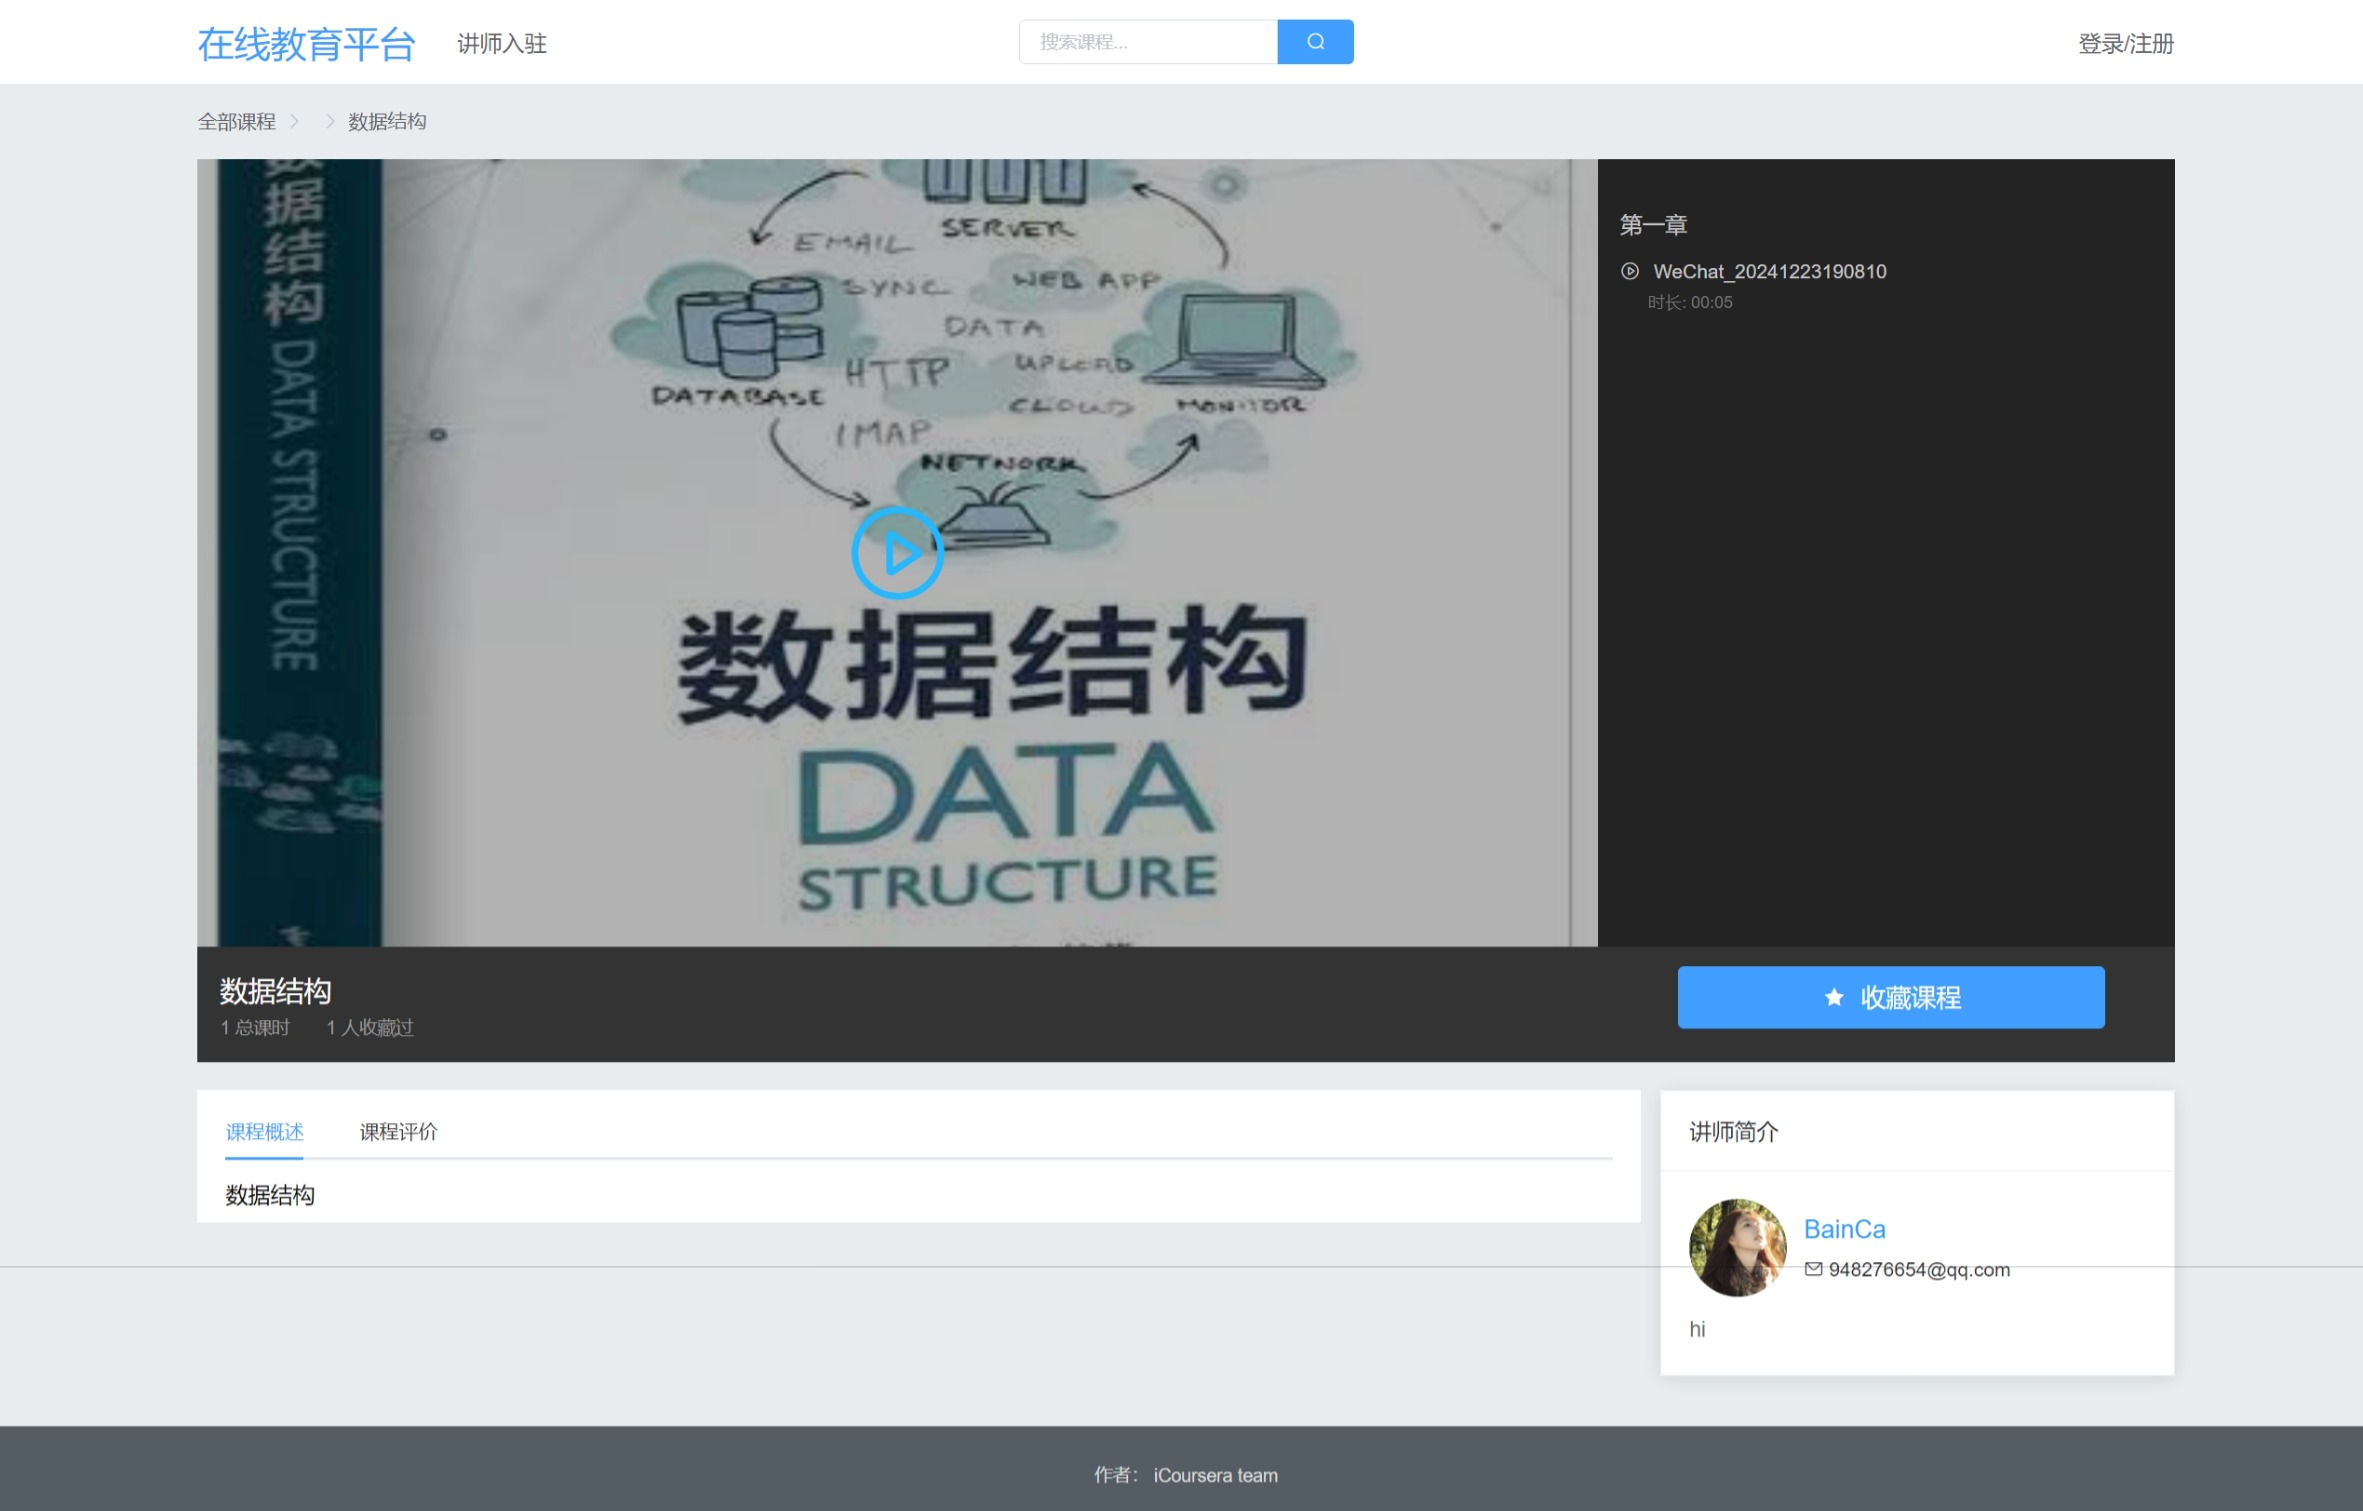 在线教育平台 讲师入驻 搜索课程... 登录/注册
全部课程 数据结构
数据结构 DATA STRUCTURE
SERVER
EMAIL
SYNC WEB APP
DATA
HTTP UPLOAD
DATABASE CLOUD MONITOR
IMAP
NETWORK
数据结构
DATA
STRUCTURE
第一章
WeChat_20241223190810
时长: 00:05
数据结构
1 总课时 1 人收藏过
收藏课程
课程概述 课程评价
数据结构
讲师简介
BainCa
948276654@qq.com
hi
作者： iCoursera team